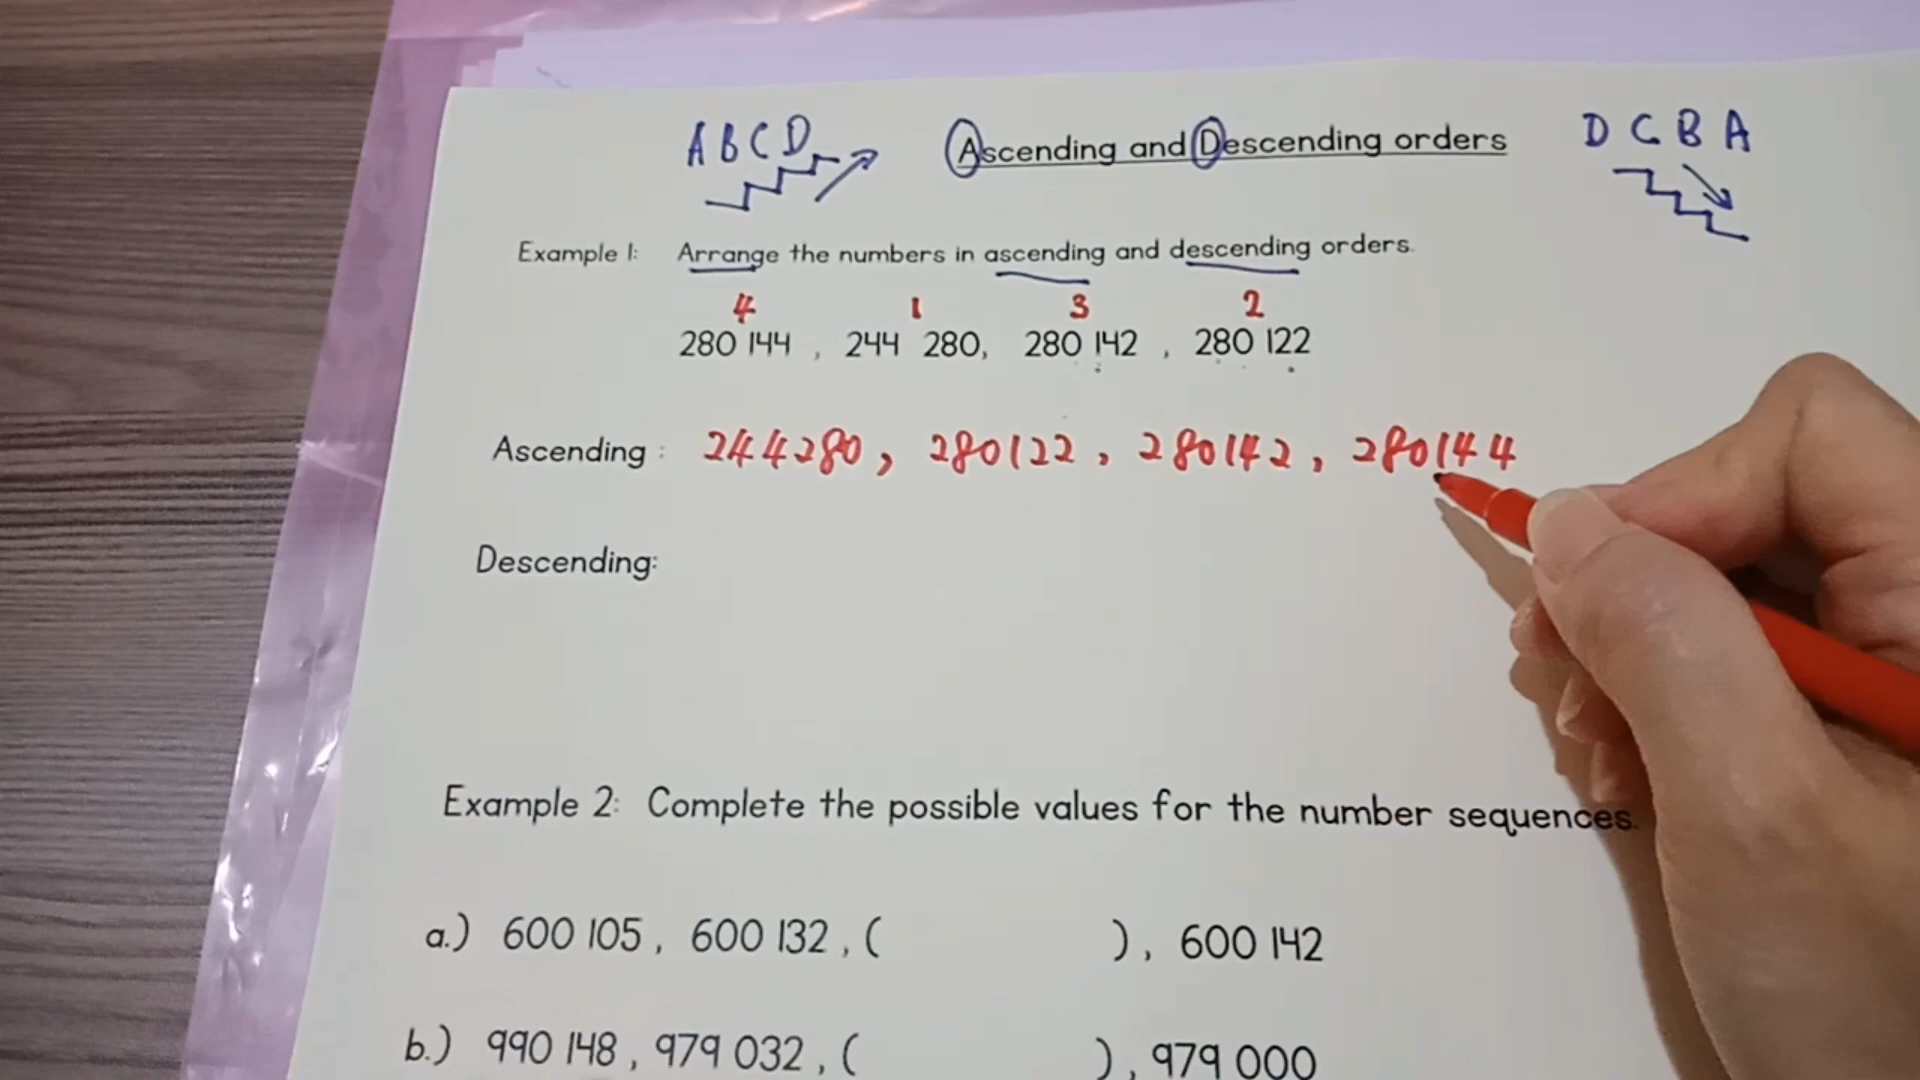 A B C D Ascending and Descending orders D C B A
Example 1: Arrange the numbers in ascending and descending orders.
4 1 3 2
280 144 , 244 280, 280 142 , 280 122
Ascending : 244280, 280122, 280142, 280144
Descending:
Example 2: Complete the possible values for the number sequences.
a.) 600 105 , 600 132 , ( ) , 600 142
b.) 990 148 , 979 032 , ( ) , 979 000